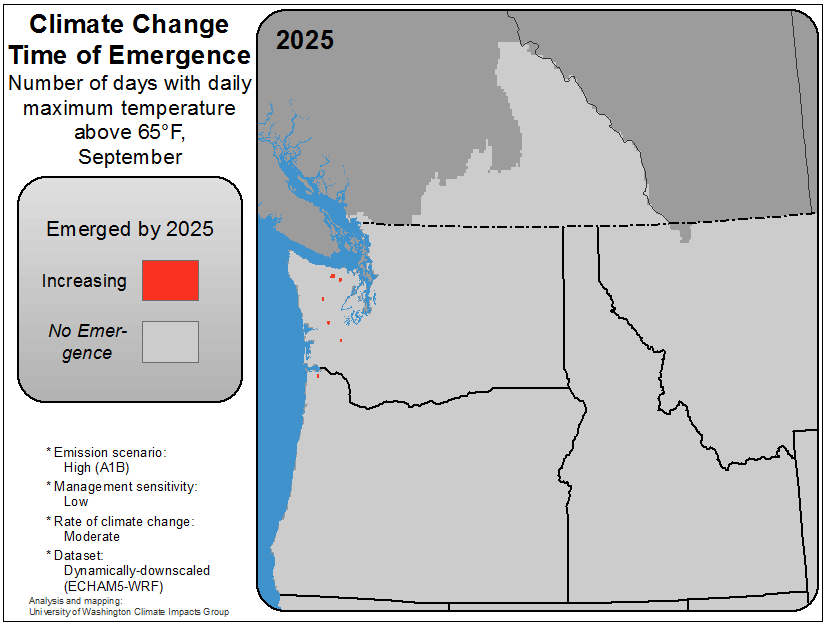 Climate Change
Time of Emergence
Number of days with daily
maximum temperature
above 65°F,
September
2025
Emerged by 2025
Increasing
No Emer-
gence
* Emission scenario:
High (A1B)
* Management sensitivity:
Low
* Rate of climate change:
Moderate
* Dataset:
Dynamically-downscaled
(ECHAM5-WRF)
Analysis and mapping:
University of Washington Climate Impacts Group